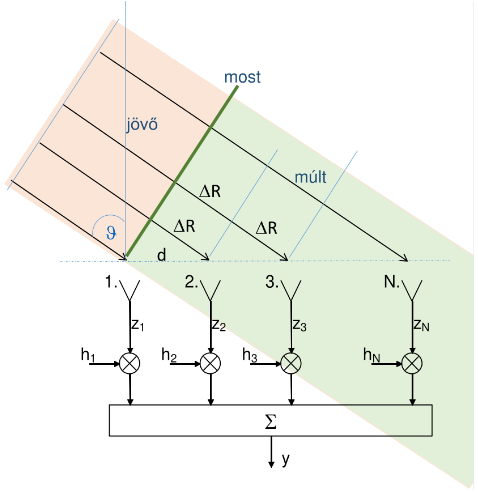 most
jövő
múlt
ΔR
ΔR
ΔR
ϑ
d
1.
2.
3.
N.
z1
z2
z3
zN
h1
h2
h3
hN
Σ
y